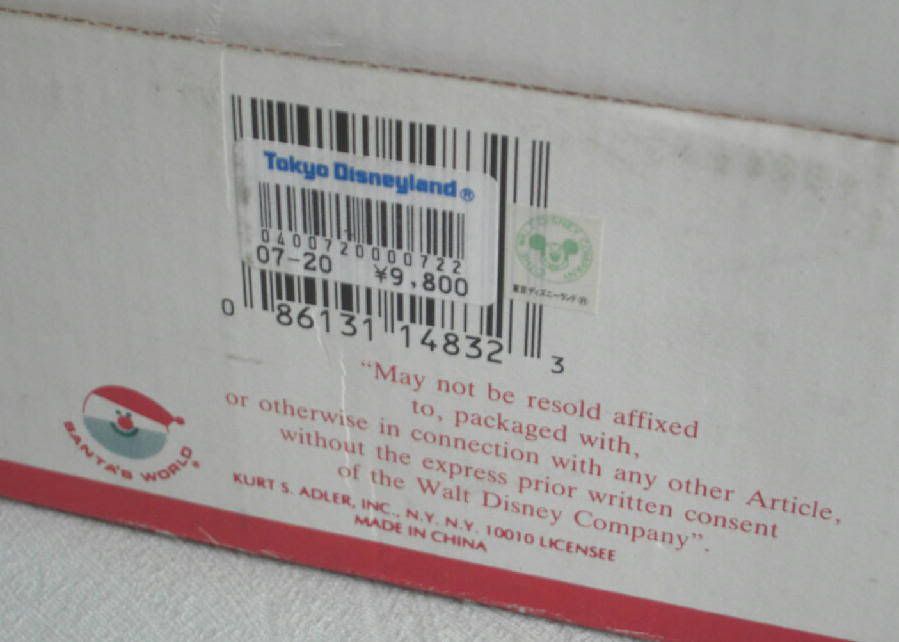 Tokyo Disneyland®
0400720000722
07-20 ¥9,800
東京ディズニーランド®
0 86131 14832 3
"May not be resold affixed
to, packaged with,
or otherwise in connection with any other Article,
without the express prior written consent
of the Walt Disney Company".
SANTA'S WORLD®
KURT S. ADLER, INC., N.Y. N.Y. 10010 LICENSEE
MADE IN CHINA